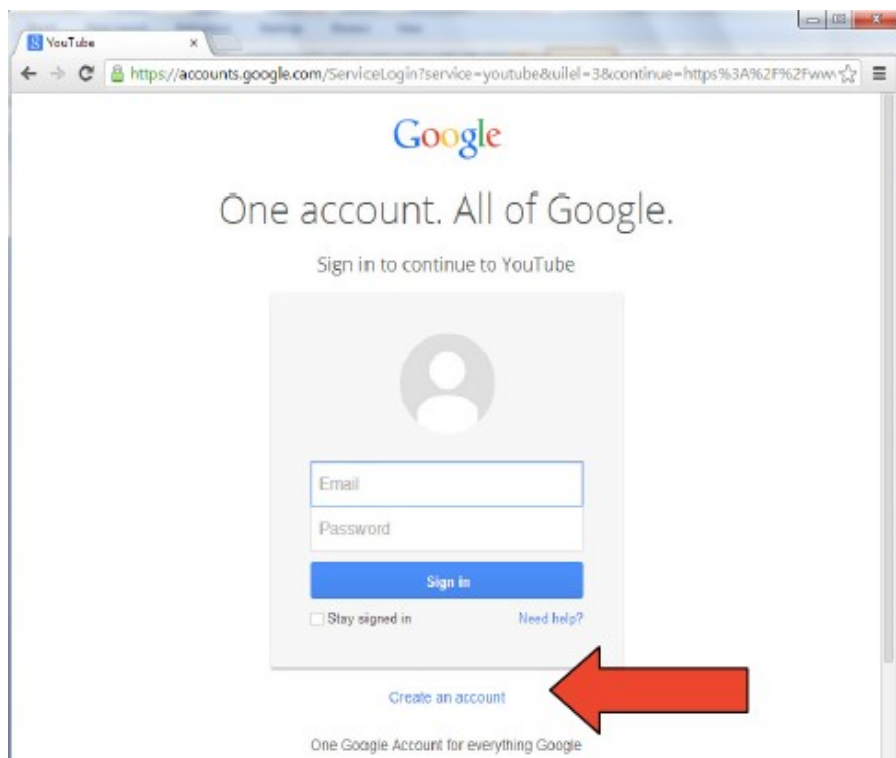 YouTube
https://accounts.google.com/ServiceLogin?service=youtube&uilel=3&continue=https%3A%2F%2Fwww
Google
One account. All of Google.
Sign in to continue to YouTube
Email
Password
Sign in
Stay signed in Need help?
Create an account
One Google Account for everything Google